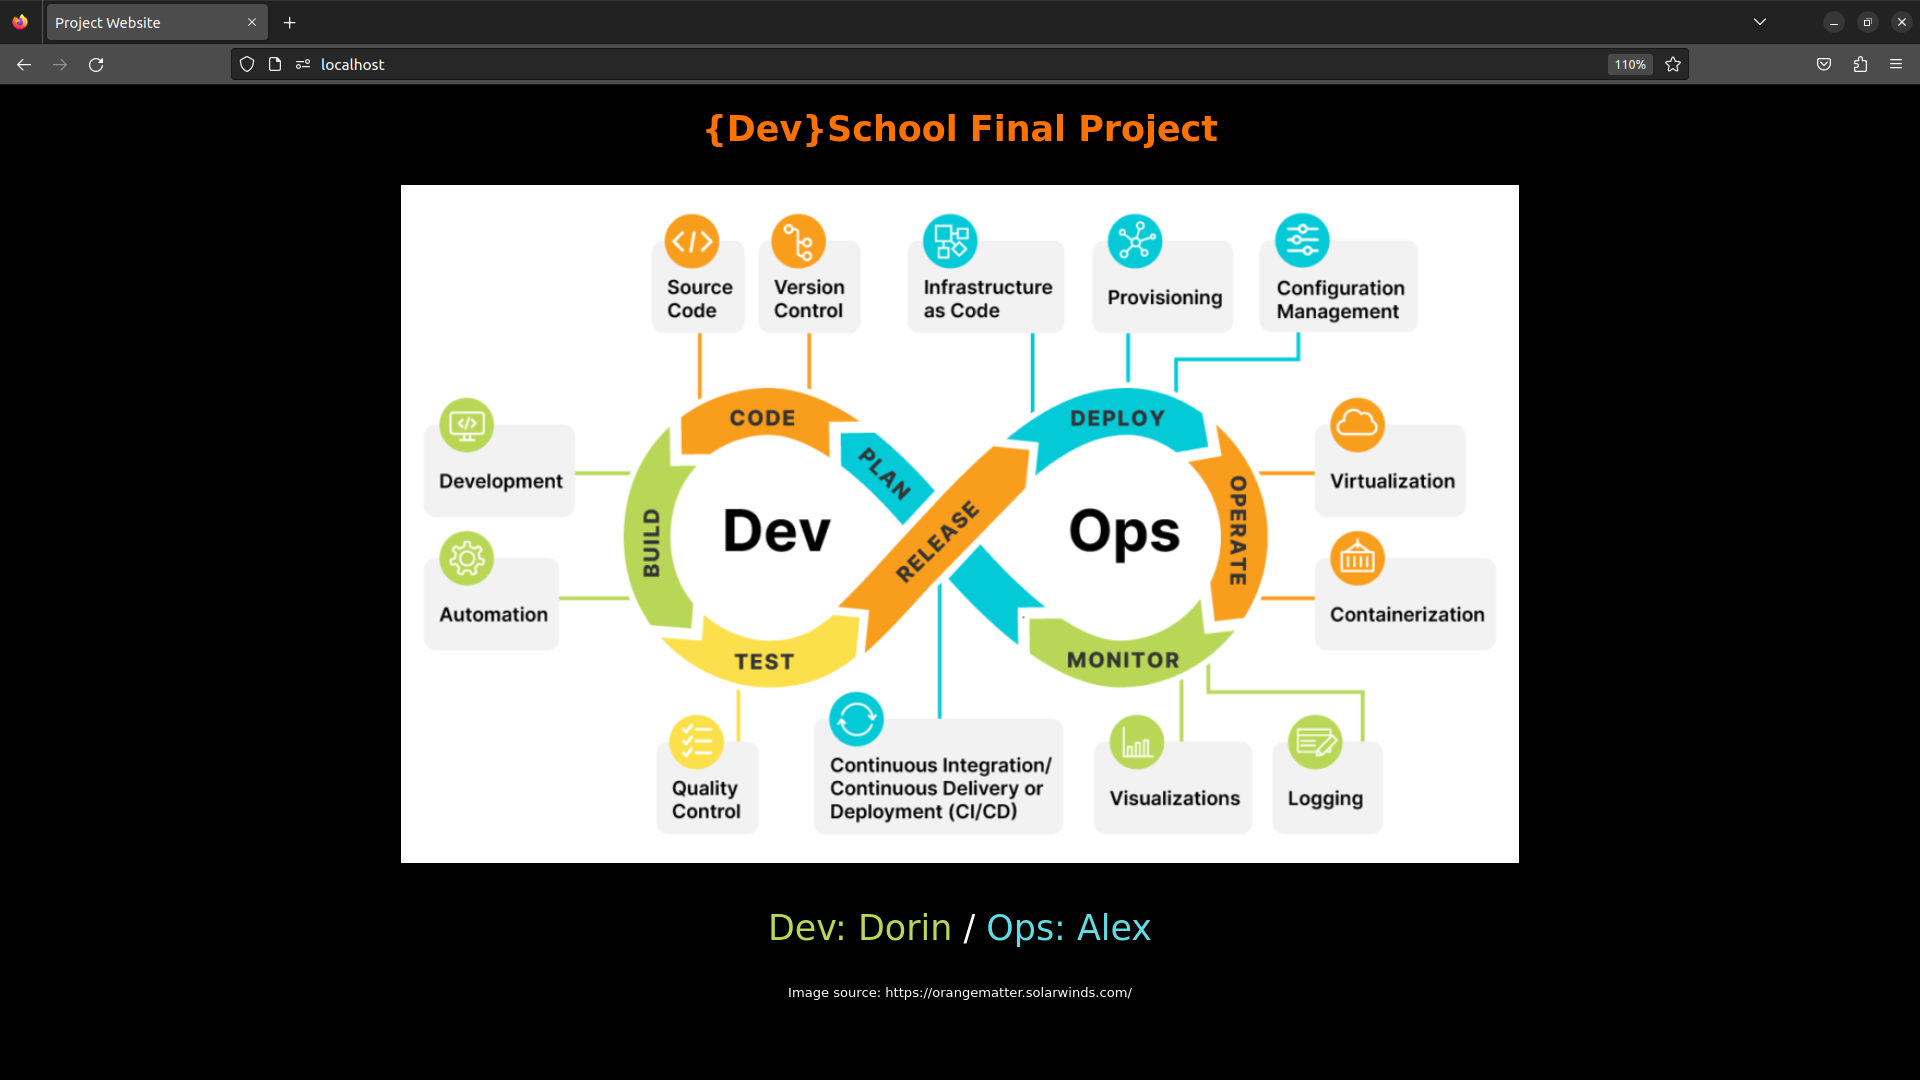 Project Website
localhost
110%
{Dev}School Final Project
Source
Code
Version
Control
Infrastructure
as Code
Provisioning
Configuration
Management
CODE
DEPLOY
PLAN
Development
Virtualization
BUILD
Dev
RELEASE
Ops
OPERATE
Automation
Containerization
TEST
MONITOR
Quality
Control
Continuous Integration/
Continuous Delivery or
Deployment (CI/CD)
Visualizations
Logging
Dev: Dorin / Ops: Alex
Image source: https://orangematter.solarwinds.com/